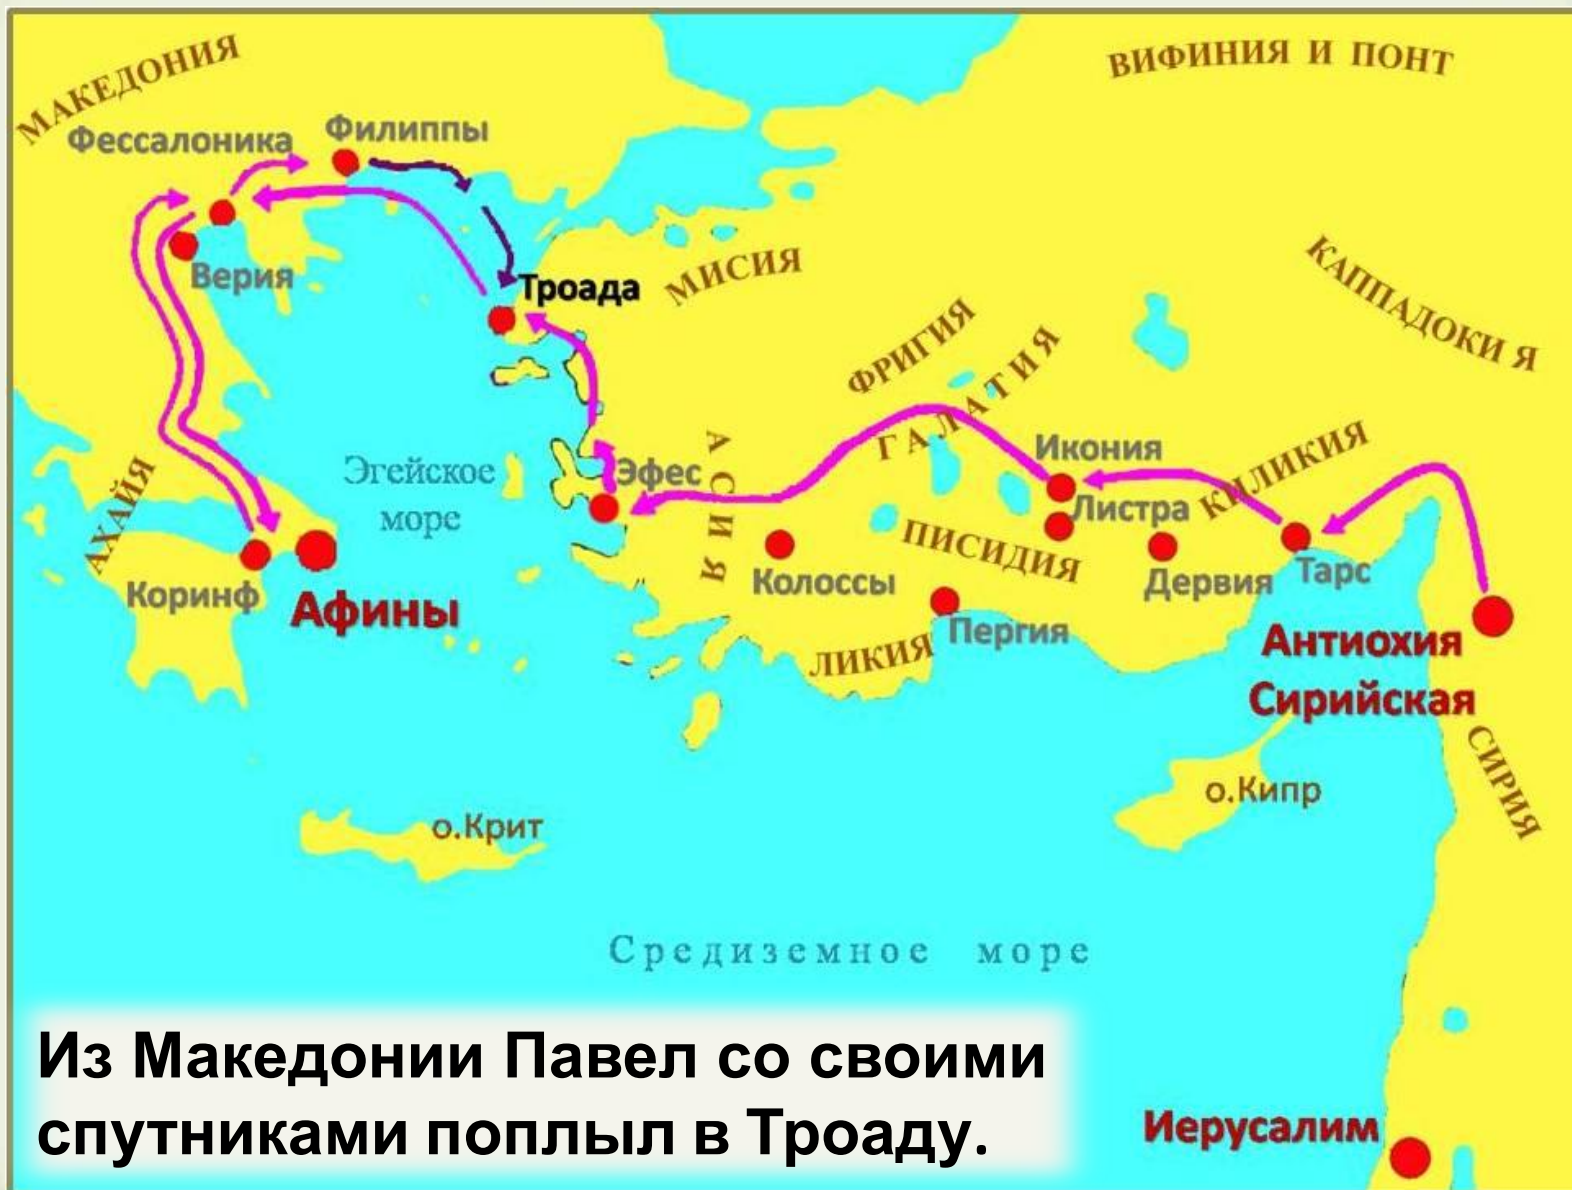 МАКЕДОНИЯ
ВИФИНИЯ И ПОНТ
Фессалоника
Филиппы
Верия
Троада
МИСИЯ
КАППАДОКИЯ
ФРИГИЯ
ГАЛАТИЯ
АСИЯ
Эгейское
море
Эфес
Икония
Листра
КИЛИКИЯ
АХАЙЯ
ПИСИДИЯ
Колоссы
Дервия
Тарс
Коринф
Афины
Пергия
ЛИКИЯ
Антиохия
Сирийская
СИРИЯ
о.Кипр
о.Крит
Средиземное море
Из Македонии Павел со своими
спутниками поплыл в Троаду.
Иерусалим